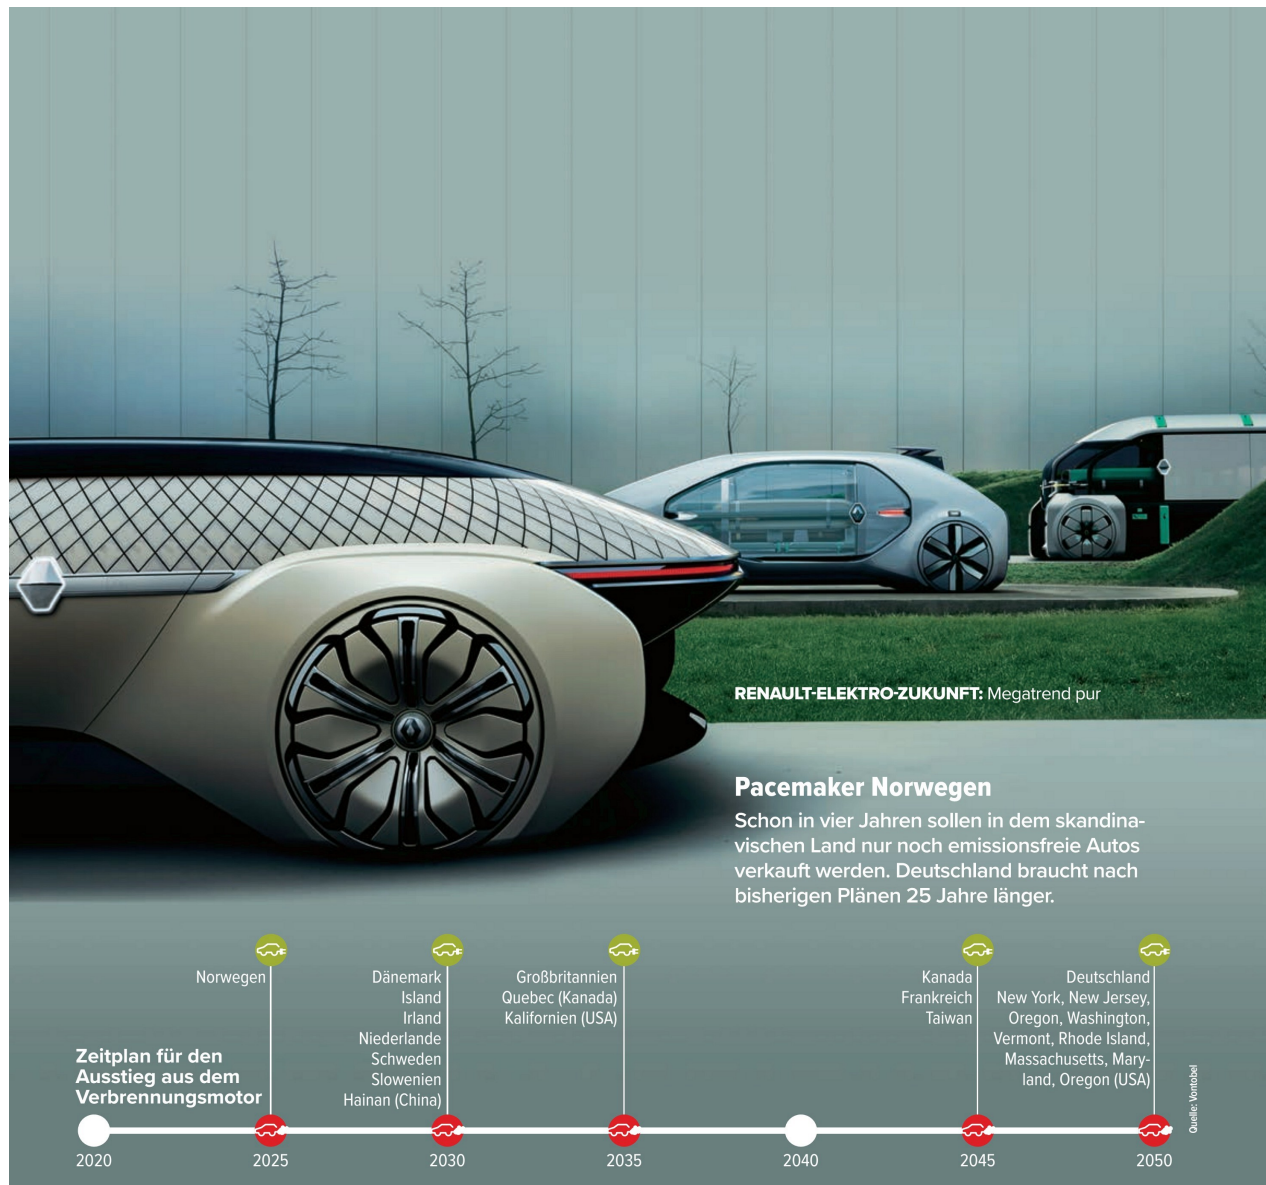 RENAULT-ELEKTRO-ZUKUNFT: Megatrend pur
Pacemaker Norwegen
Schon in vier Jahren sollen in dem skandina-
vischen Land nur noch emissionsfreie Autos
verkauft werden. Deutschland braucht nach
bisherigen Plänen 25 Jahre länger.
Zeitplan für den
Ausstieg aus dem
Verbrennungsmotor
Norwegen
Dänemark
Island
Irland
Niederlande
Schweden
Slowenien
Hainan (China)
Großbritannien
Quebec (Kanada)
Kalifornien (USA)
Kanada
Frankreich
Taiwan
Deutschland
New York, New Jersey,
Oregon, Washington,
Vermont, Rhode Island,
Massachusetts, Mary-
land, Oregon (USA)
Quelle: Vontobel
2020
2025
2030
2035
2040
2045
2050